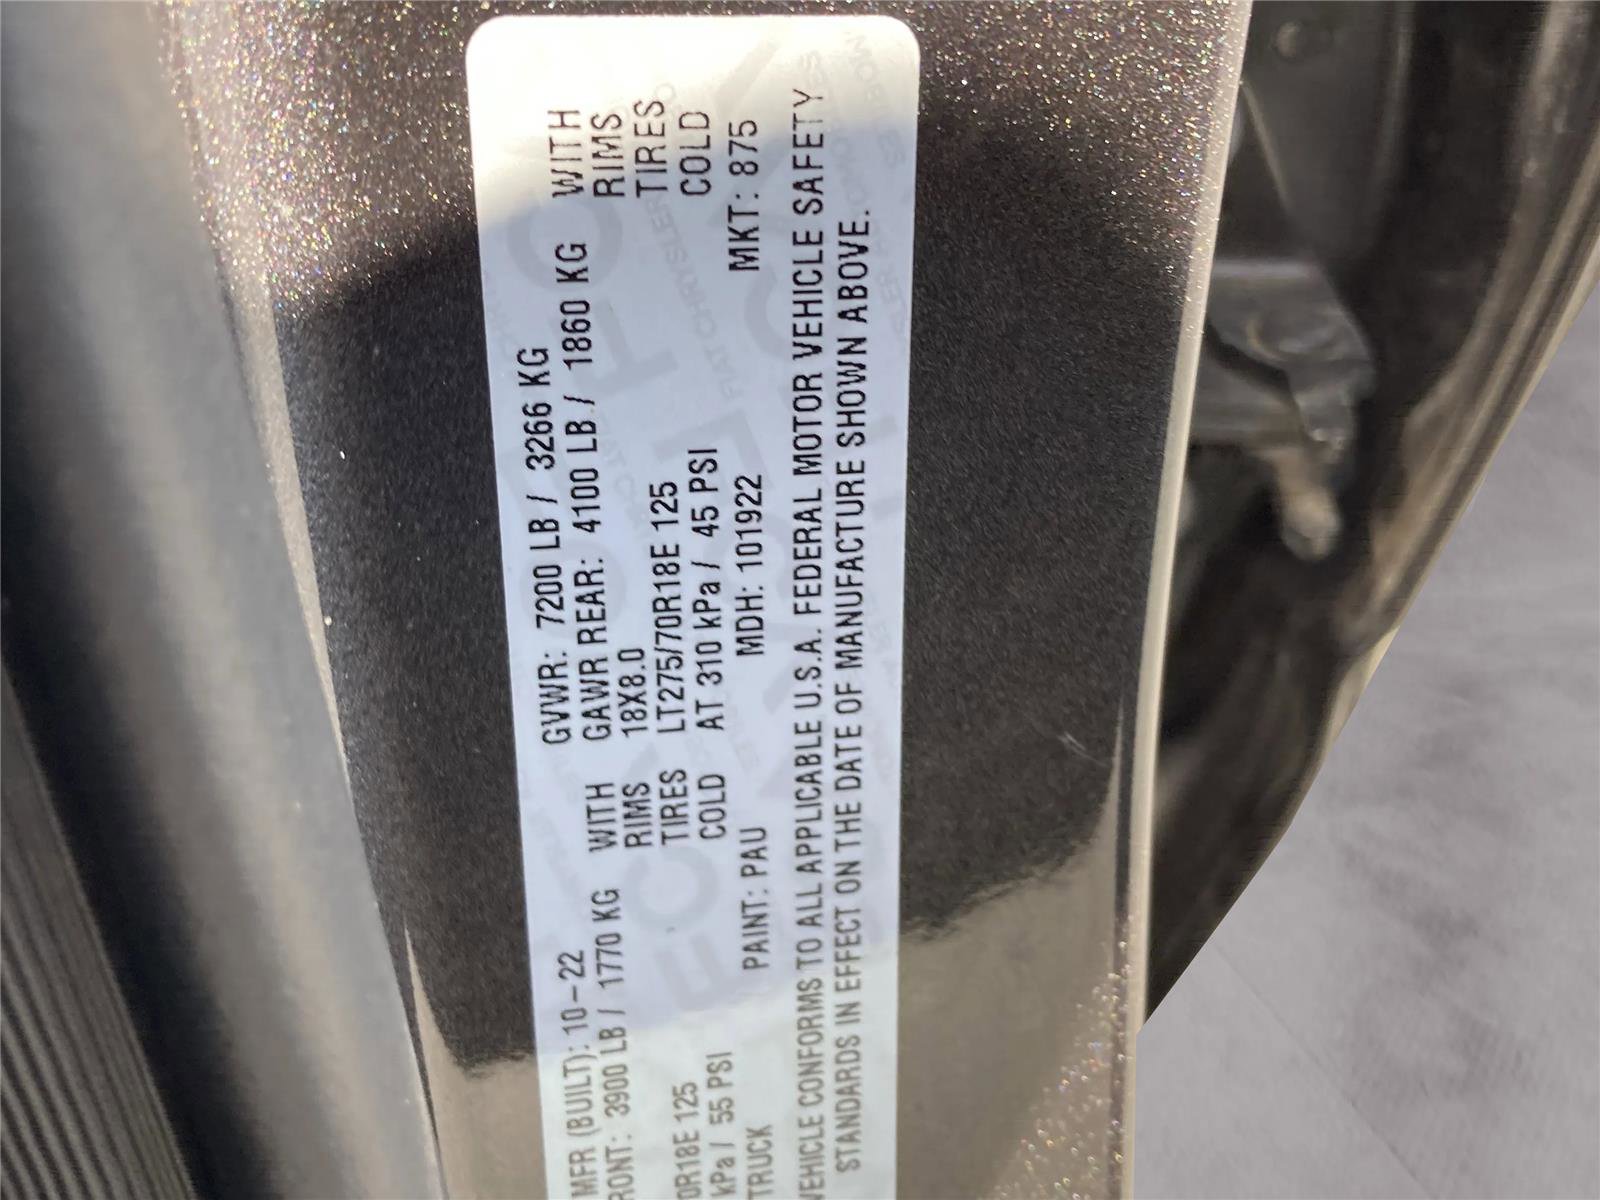 MFR (BUILT): 10-22 GVWR: 7200 LB / 3266 KG
RONT: 3900 LB / 1770 KG WITH GAWR REAR: 4100 LB / 1860 KG WITH
RIMS 18X8.0 RIMS
0R18E 125 TIRES LT275/70R18E 125 TIRES
kPa / 55 PSI COLD AT 310 kPa / 45 PSI COLD
TRUCK PAINT: PAU MDH: 101922 MKT: 875
VEHICLE CONFORMS TO ALL APPLICABLE U.S.A. FEDERAL MOTOR VEHICLE SAFETY
STANDARDS IN EFFECT ON THE DATE OF MANUFACTURE SHOWN ABOVE.